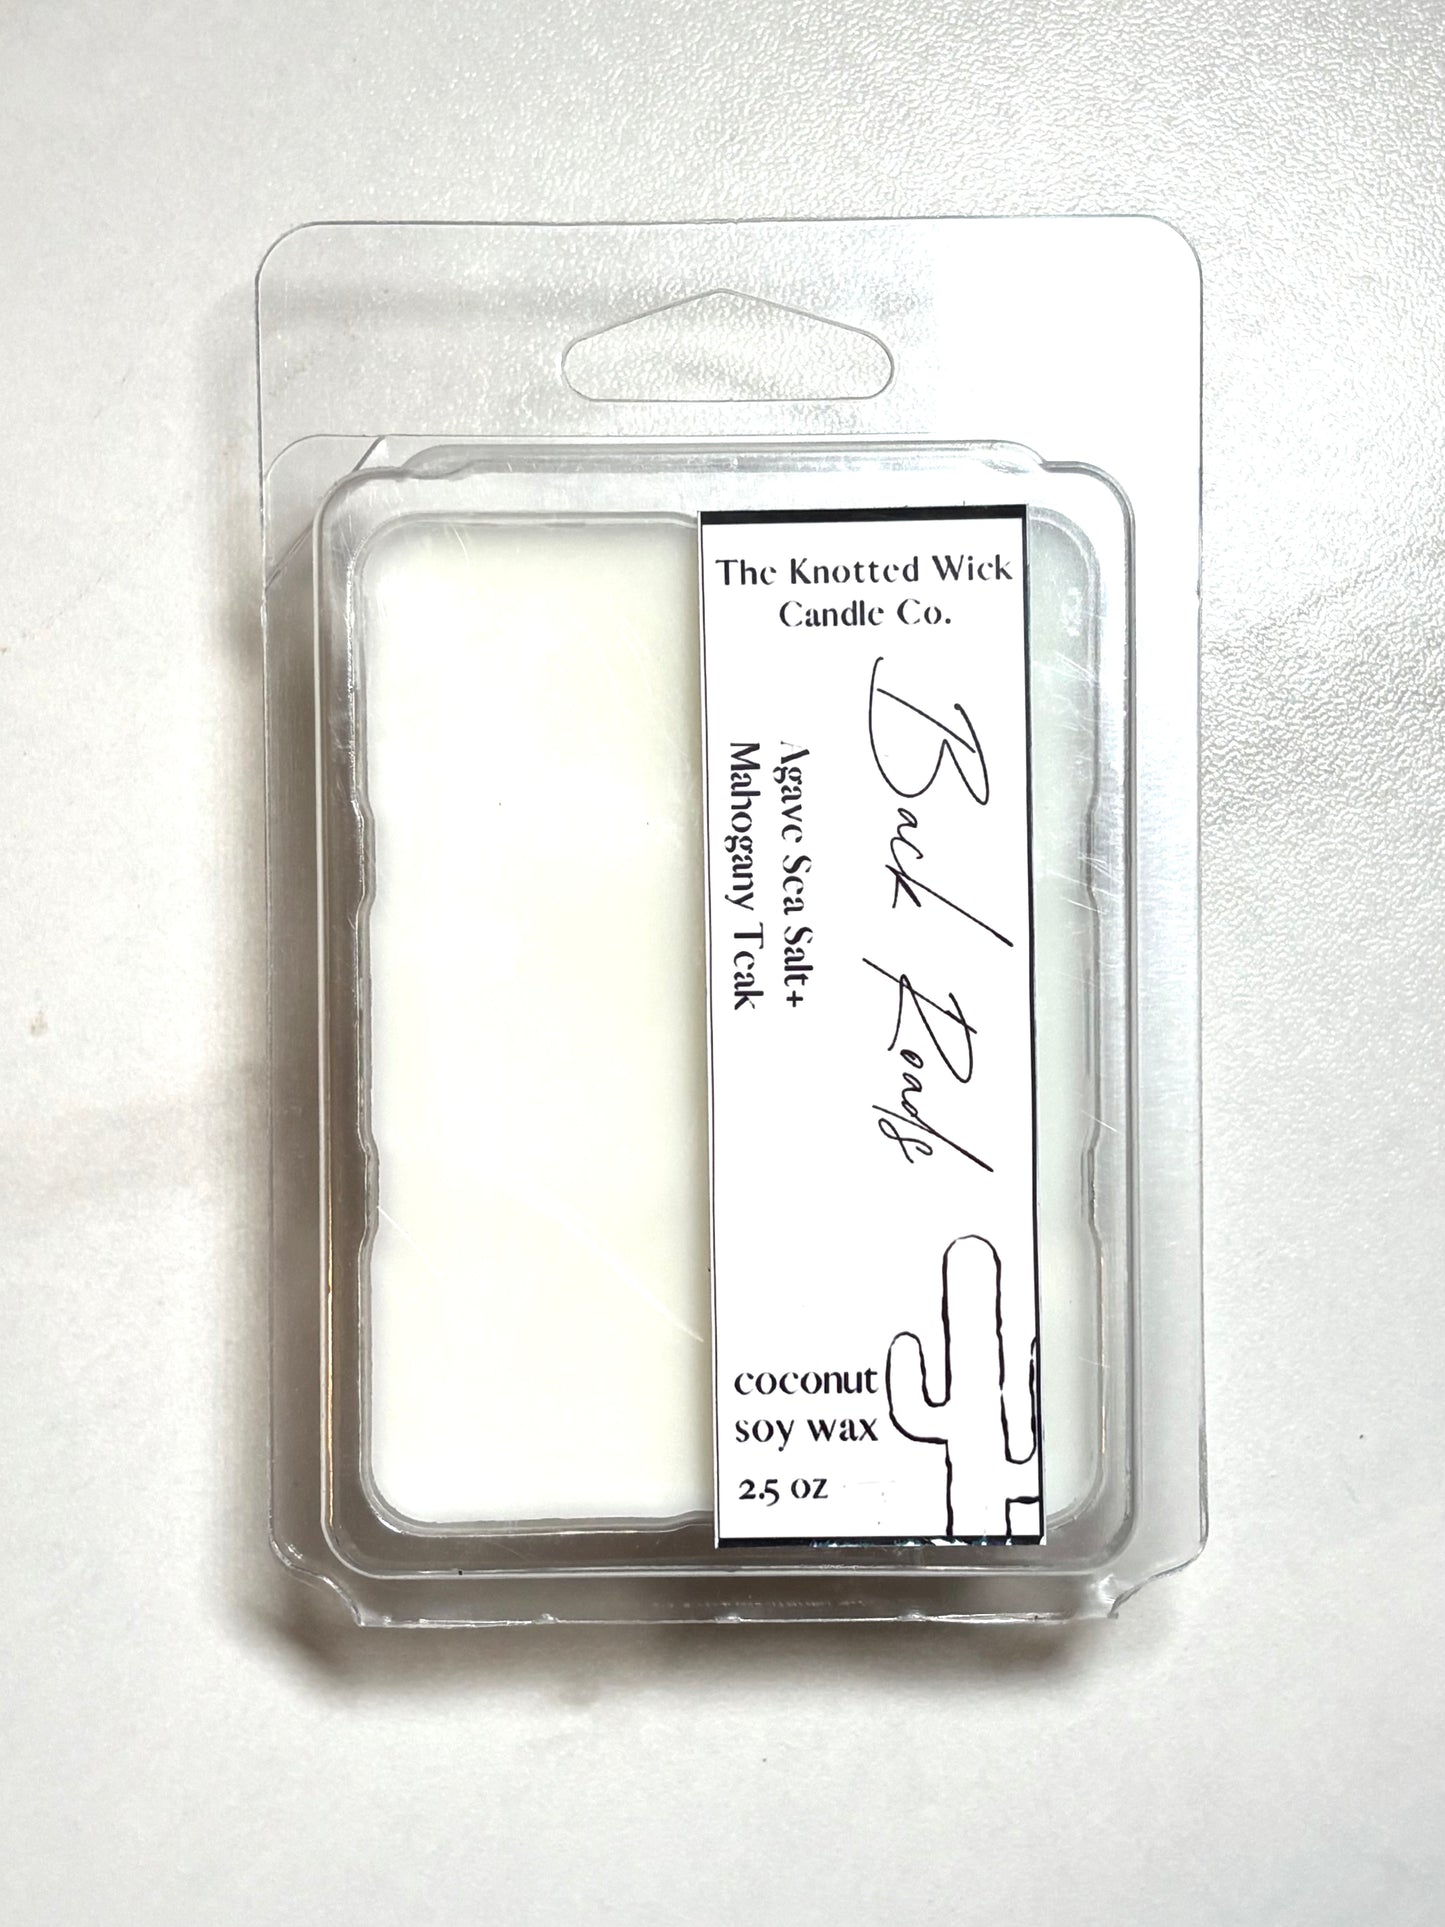 The Knotted Wick
Candle Co.
Back Roads
Agave Sea Salt+
Mahogany Teak
coconut
soy wax
2.5 oz